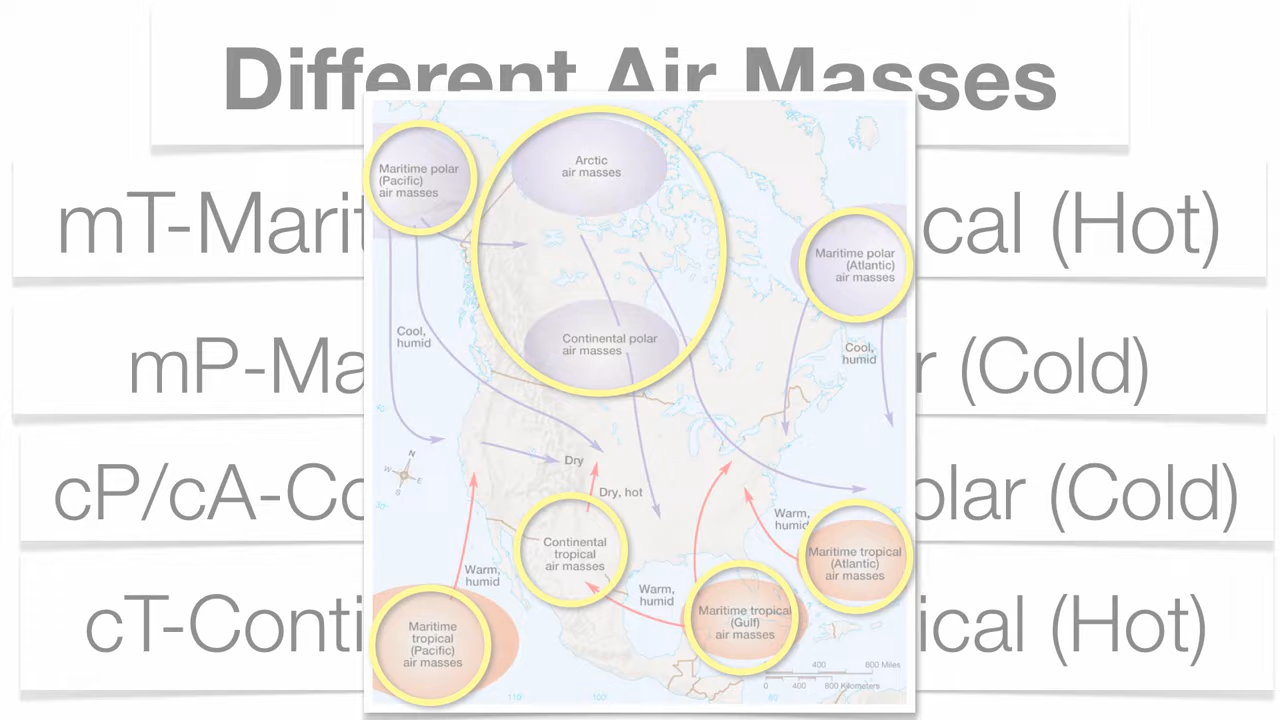 Different Air Masses
mT-Marit
cal (Hot)
mP-Ma
r (Cold)
cP/cA-Co
olar (Cold)
cT-Conti
ical (Hot)
Maritime polar
(Pacific)
air masses
Arctic
air masses
Maritime polar
(Atlantic)
air masses
Continental polar
air masses
Cool,
humid
Cool,
humid
N
W
E
S
Dry
Dry, hot
Continental
tropical
air masses
Warm,
humid
Maritime tropical
(Atlantic)
air masses
Warm,
humid
Warm,
humid
Maritime tropical
(Gulf)
air masses
Maritime
tropical
(Pacific)
air masses
400 800 Miles
0 400 800 Kilometers
110°
100°
80°